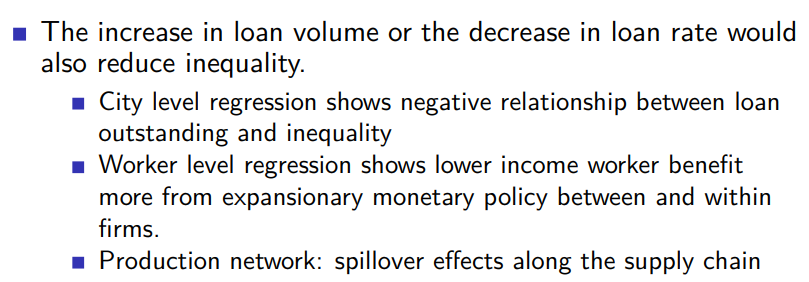 The increase in loan volume or the decrease in loan rate would
also reduce inequality.
City level regression shows negative relationship between loan
outstanding and inequality
Worker level regression shows lower income worker benefit
more from expansionary monetary policy between and within
firms.
Production network: spillover effects along the supply chain